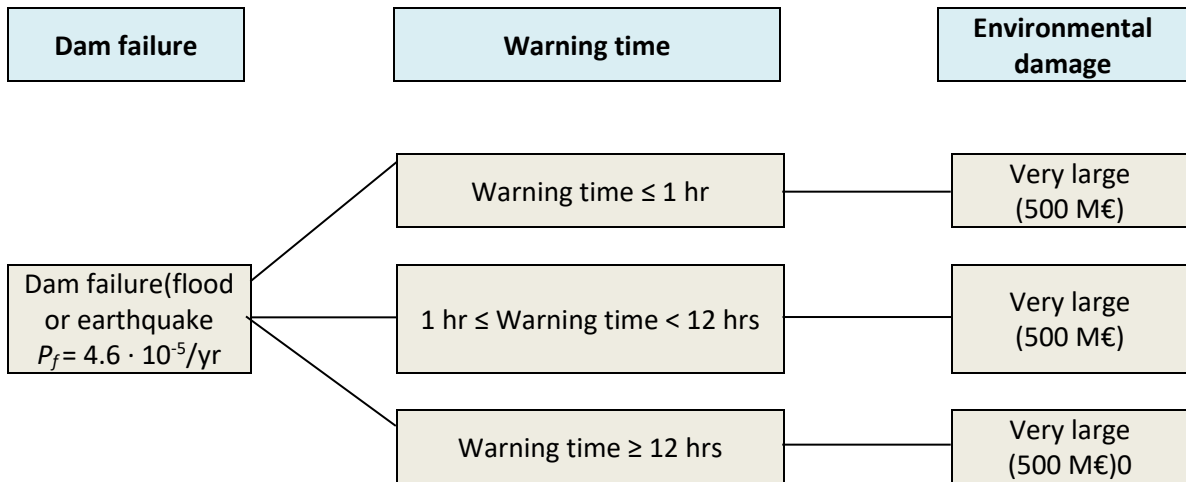 Dam failure
Warning time
Environmental
damage
Warning time ≤ 1 hr
Very large
(500 M€)
Dam failure(flood
or earthquake
P_f = 4.6 · 10⁻⁵/yr
1 hr ≤ Warning time < 12 hrs
Very large
(500 M€)
Warning time ≥ 12 hrs
Very large
(500 M€)0